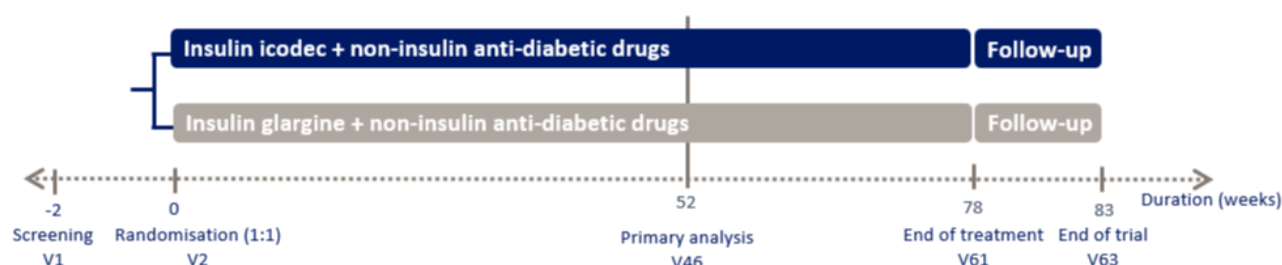 Insulin icodec + non-insulin anti-diabetic drugs
Follow-up
Insulin glargine + non-insulin anti-diabetic drugs
Follow-up
-2
0
52
78
83
Duration (weeks)
Screening
Randomisation (1:1)
Primary analysis
End of treatment
End of trial
V1
V2
V46
V61
V63